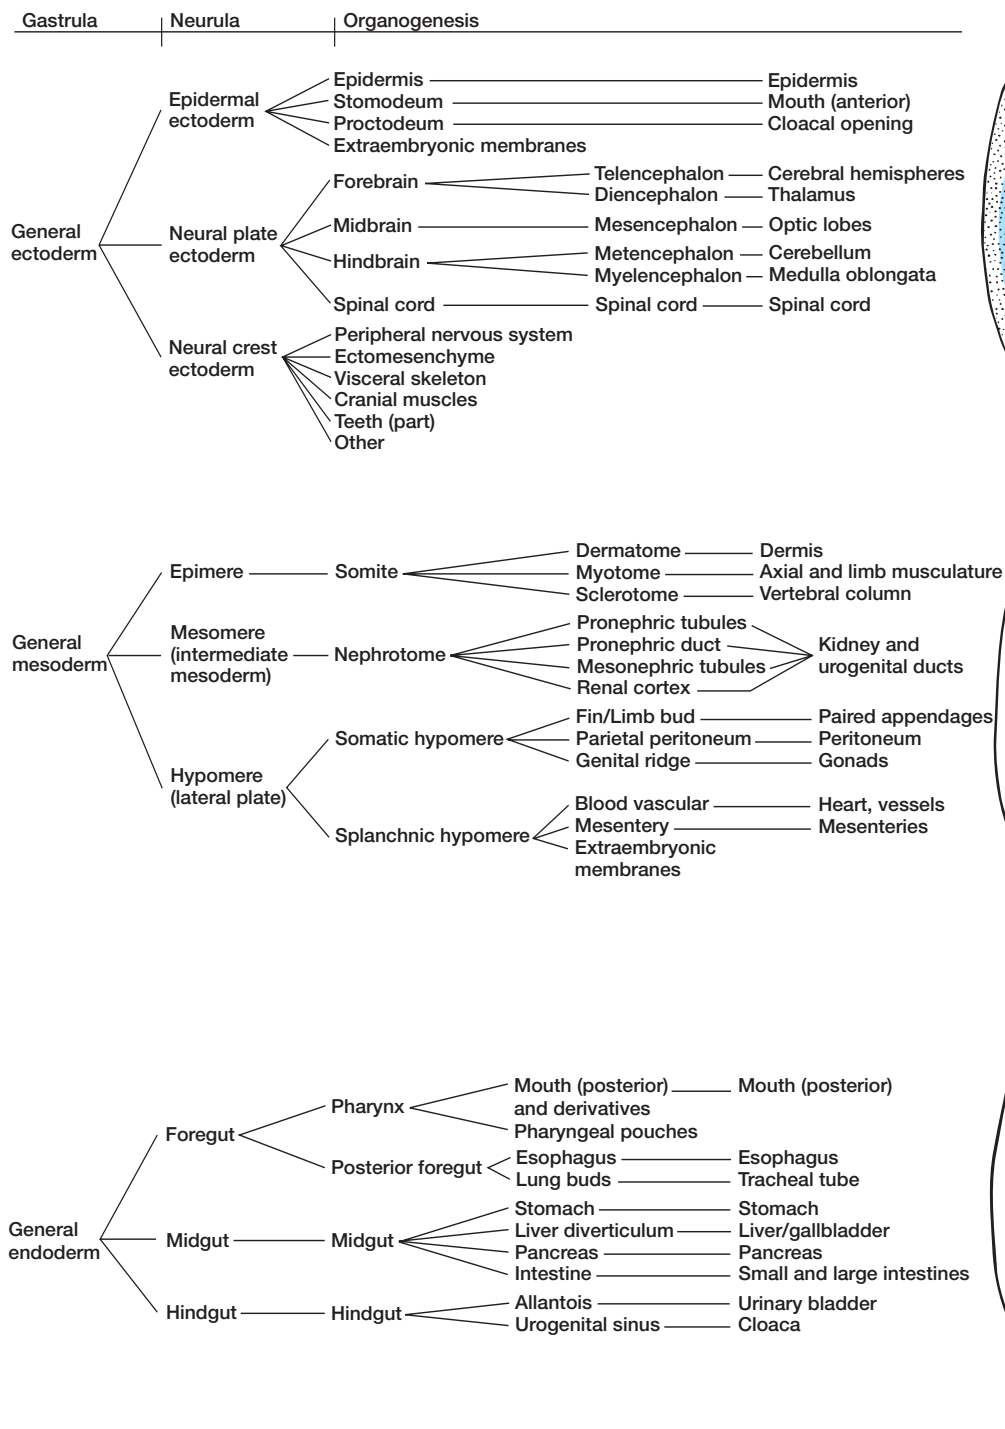 Gastrula Neurula Organogenesis
Epidermis Epidermis
Epidermal Stomodeum Mouth (anterior)
ectoderm Proctodeum Cloacal opening
Extraembryonic membranes
Telencephalon Cerebral hemispheres
Forebrain
Diencephalon Thalamus
General Neural plate Midbrain Mesencephalon Optic lobes
ectoderm ectoderm Metencephalon Cerebellum
Hindbrain
Myelencephalon Medulla oblongata
Spinal cord Spinal cord Spinal cord
Neural crest Peripheral nervous system
ectoderm Ectomesenchyme
Visceral skeleton
Cranial muscles
Teeth (part)
Other
Dermatome Dermis
Epimere Somite Myotome Axial and limb musculature
Sclerotome Vertebral column
General Mesomere Pronephric tubules
mesoderm (intermediate Nephrotome Pronephric duct Kidney and
mesoderm) Mesonephric tubules urogenital ducts
Renal cortex
Fin/Limb bud Paired appendages
Somatic hypomere Parietal peritoneum Peritoneum
Genital ridge Gonads
Hypomere
(lateral plate)
Blood vascular Heart, vessels
Splanchnic hypomere Mesentery Mesenteries
Extraembryonic
membranes
Mouth (posterior) Mouth (posterior)
Pharynx and derivatives
Foregut Pharyngeal pouches
Posterior foregut Esophagus Esophagus
Lung buds Tracheal tube
Stomach Stomach
General Liver diverticulum Liver/gallbladder
endoderm Midgut Midgut Pancreas Pancreas
Intestine Small and large intestines
Hindgut Hindgut Allantois Urinary bladder
Urogenital sinus Cloaca